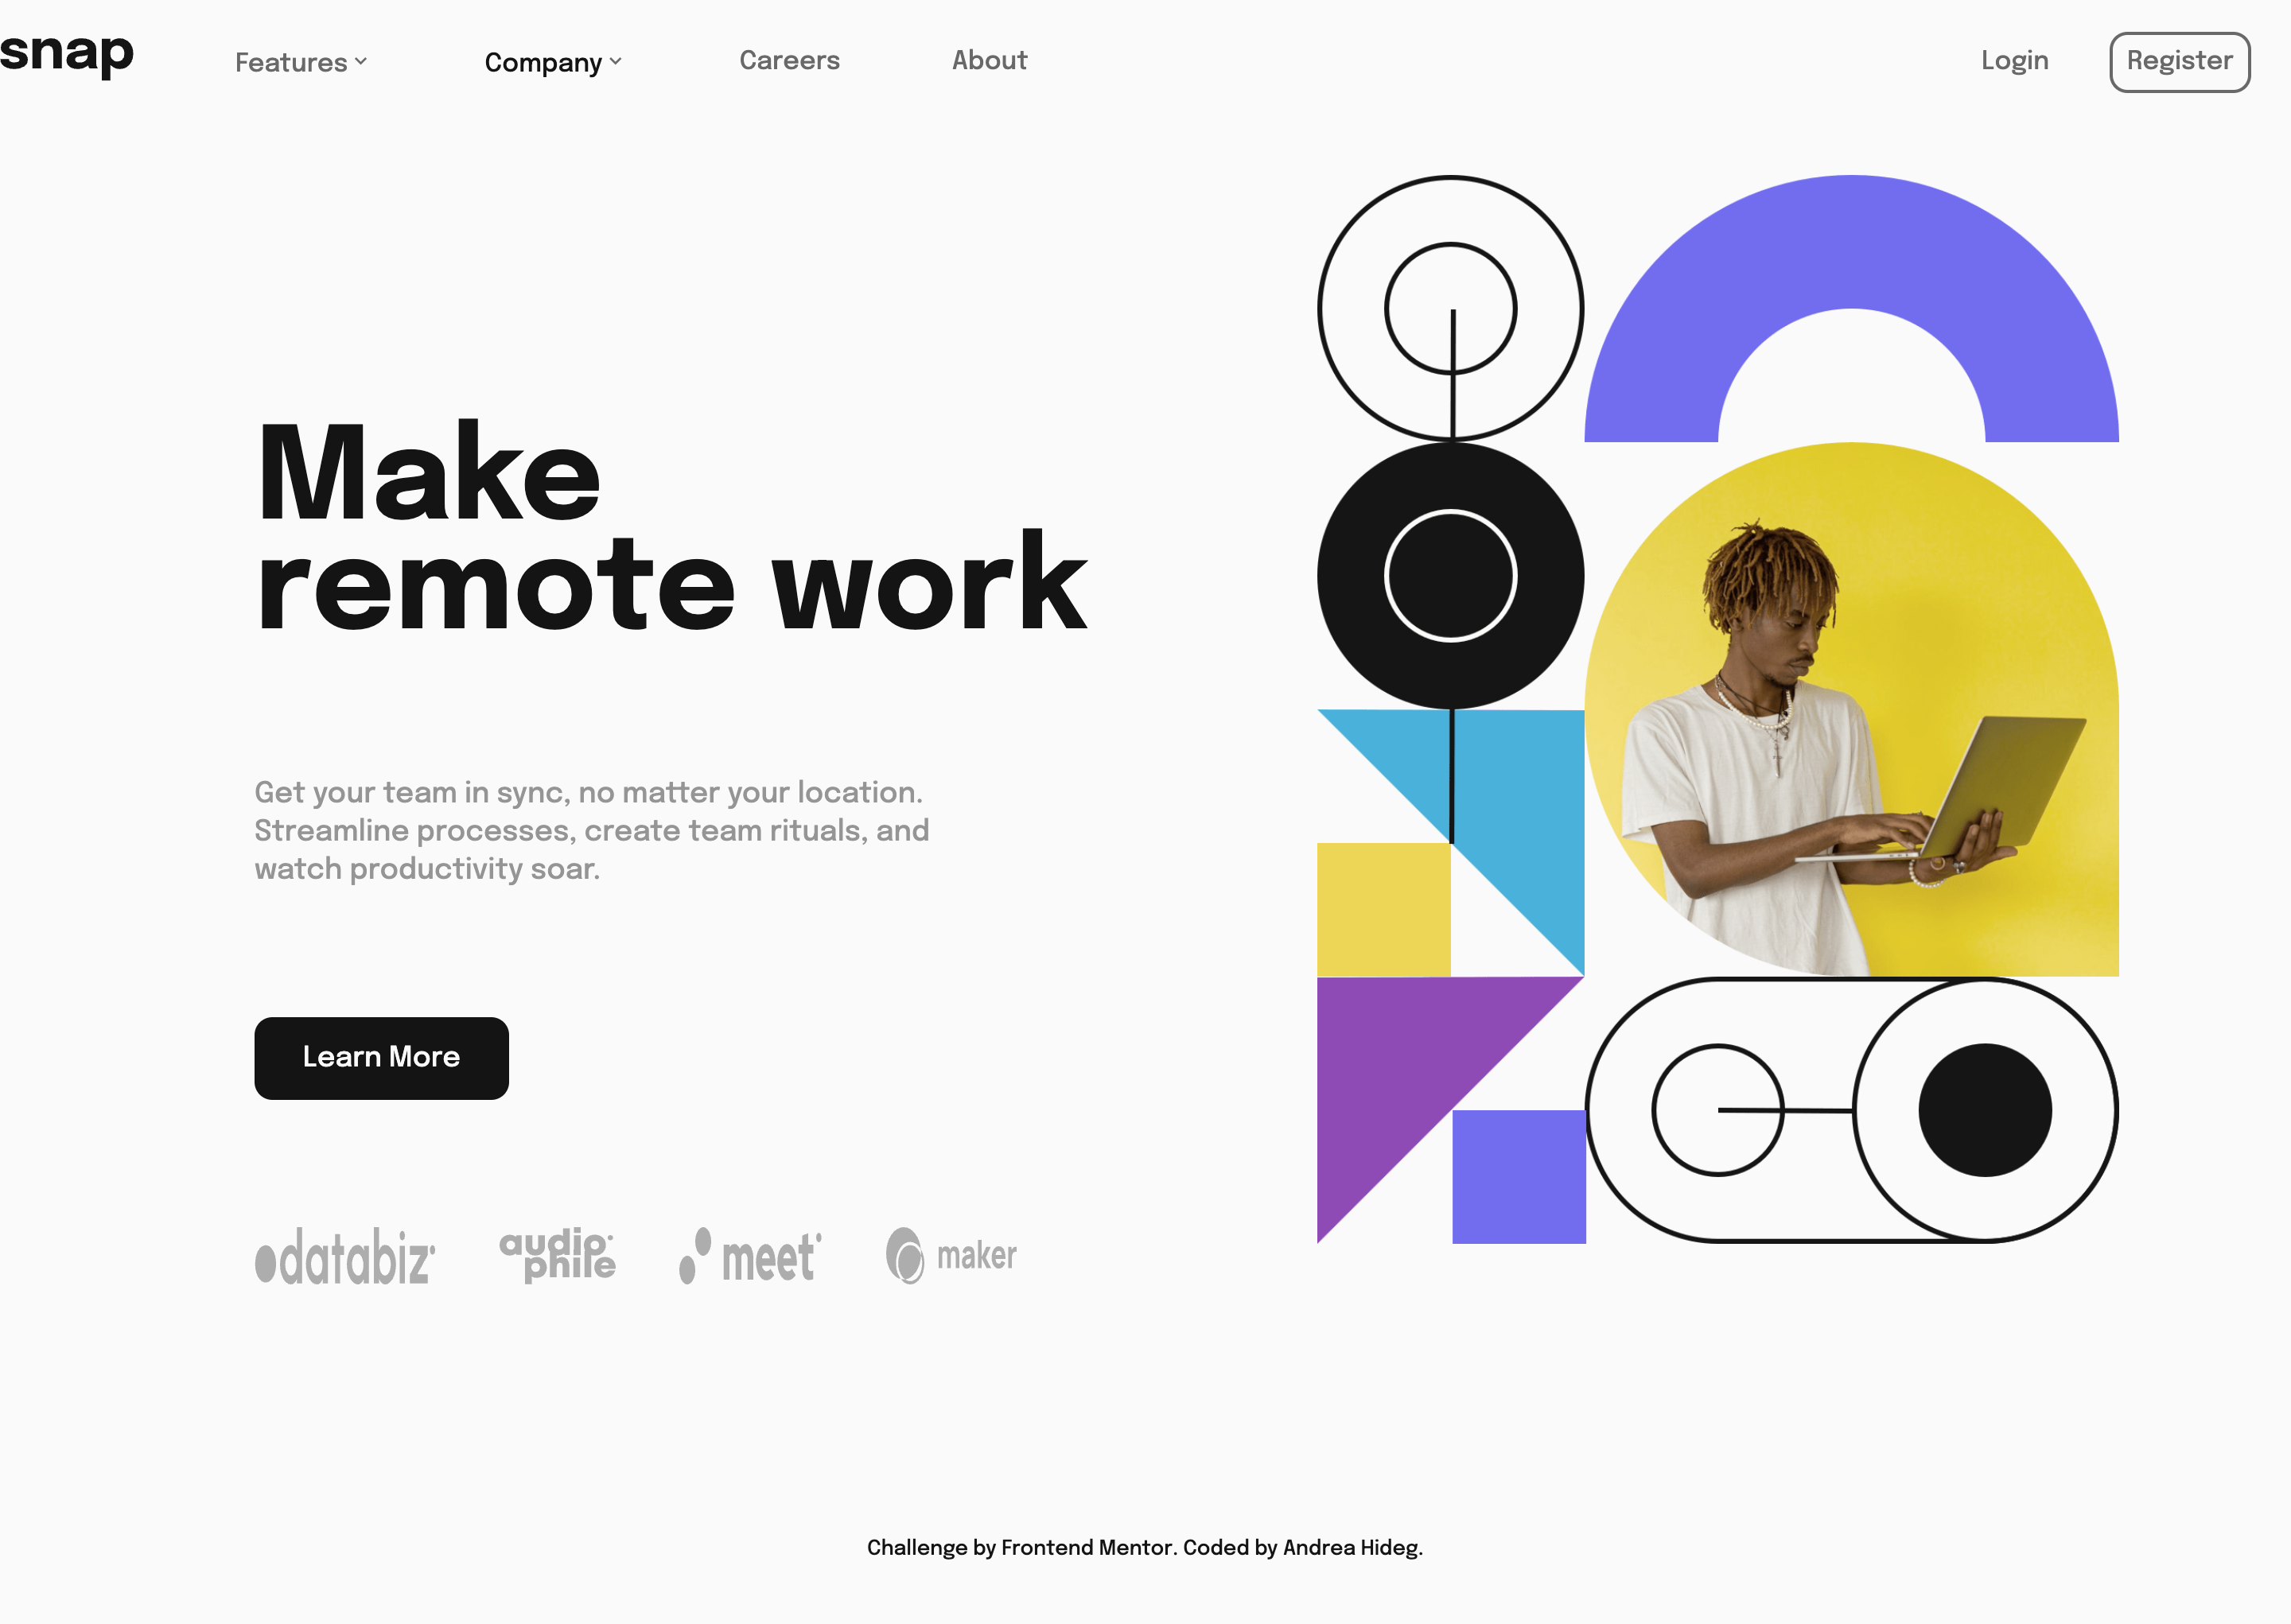 snap Features Company Careers About Login Register
Make
remote work
Get your team in sync, no matter your location.
Streamline processes, create team rituals, and
watch productivity soar.
Learn More
databiz audiophile meet maker
Challenge by Frontend Mentor. Coded by Andrea Hideg.